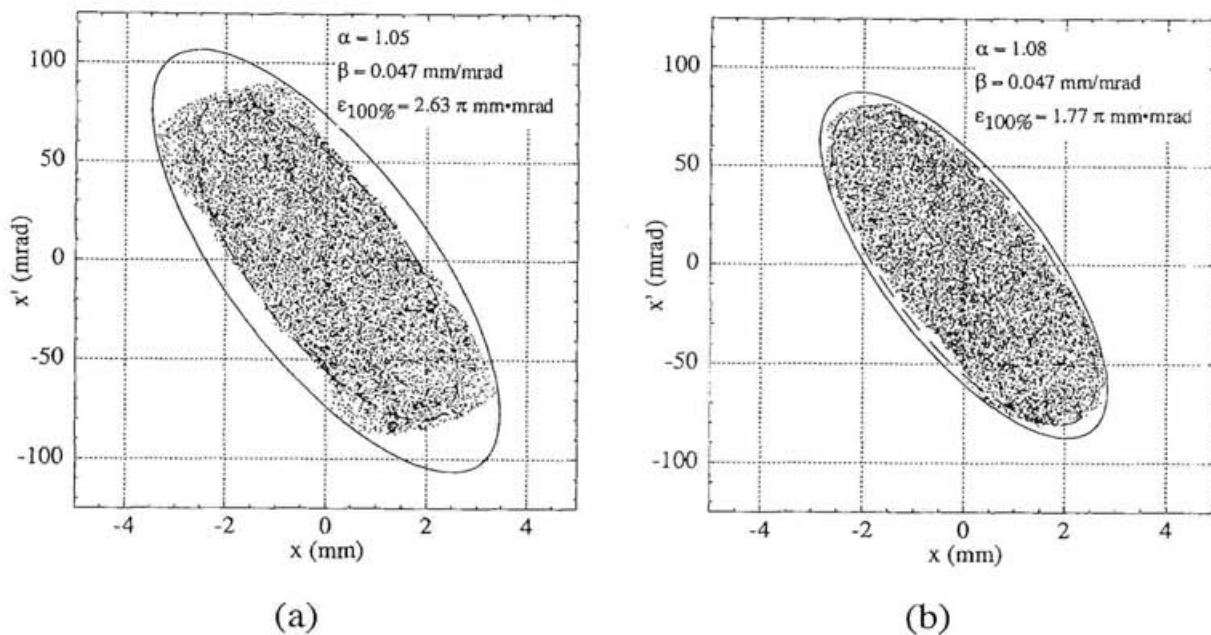 α = 1.05
β = 0.047 mm/mrad
ε100% = 2.63 π mm•mrad
100
50
0
-50
-100
x' (mrad)
-4
-2
0
2
4
x (mm)
(a)
α = 1.08
β = 0.047 mm/mrad
ε100% = 1.77 π mm•mrad
100
50
0
-50
-100
x' (mrad)
-4
-2
0
2
4
x (mm)
(b)